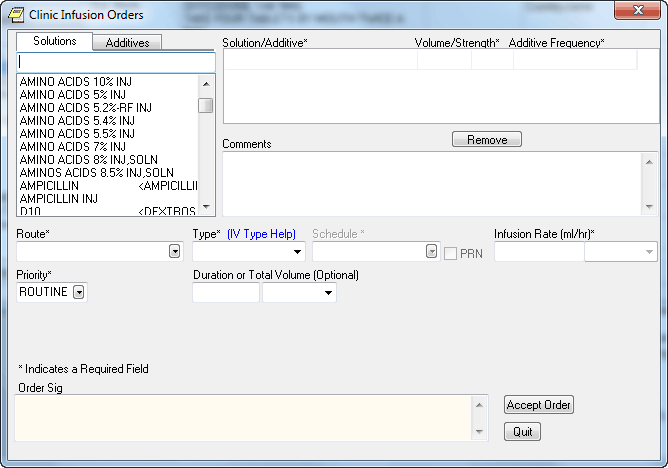 Clinic Infusion Orders
Solutions
Additives
AMINO ACIDS 10% INJ
AMINO ACIDS 5% INJ
AMINO ACIDS 5.2%-RF INJ
AMINO ACIDS 5.4% INJ
AMINO ACIDS 5.5% INJ
AMINO ACIDS 7% INJ
AMINO ACIDS 8% INJ,SOLN
AMINOS ACIDS 8.5% INJ,SOLN
AMPICILLIN <AMPICILLIN
AMPICILLIN INJ
D10 <DEXTROS
Solution/Additive* Volume/Strength* Additive Frequency*
Remove
Comments
Route* Type* (IV Type Help) Schedule * PRN Infusion Rate (ml/hr)*
Priority* Duration or Total Volume (Optional)
ROUTINE
* Indicates a Required Field
Order Sig
Accept Order
Quit